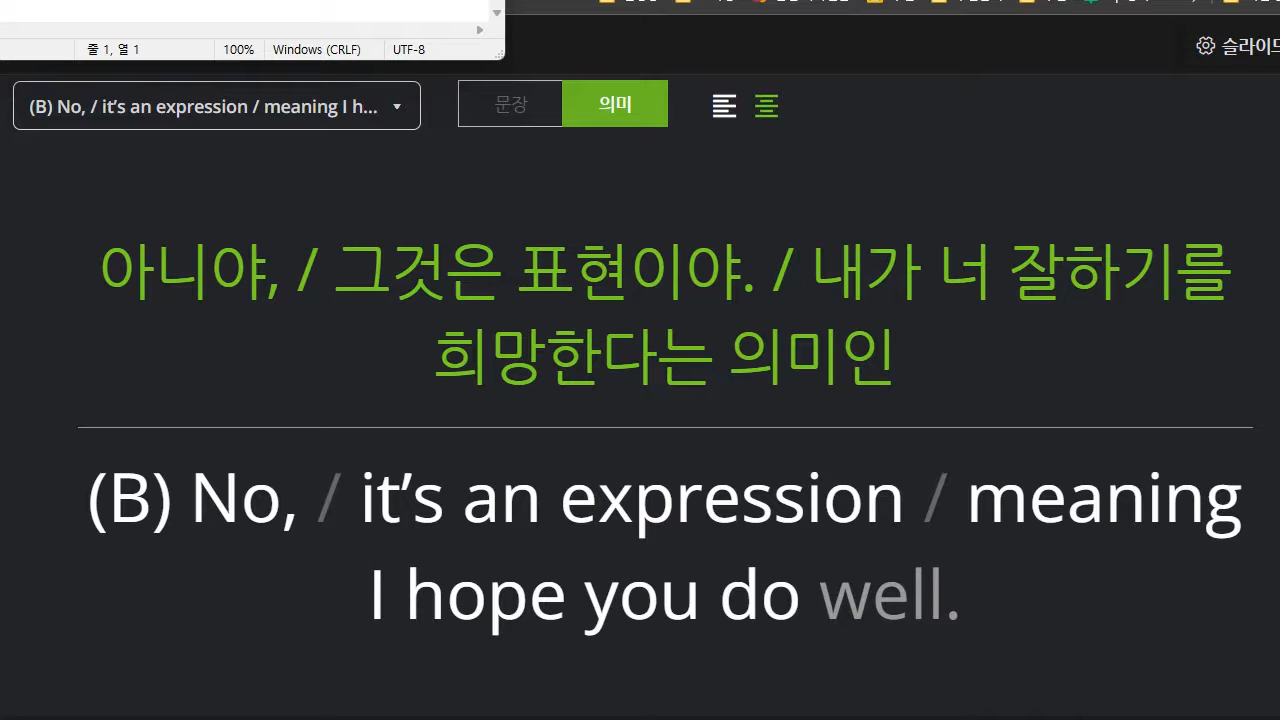 줄 1, 열 1
100%
Windows (CRLF)
UTF-8
슬라이드
(B) No, / it’s an expression / meaning I h...
문장
의미
아니야, / 그것은 표현이야. / 내가 너 잘하기를
희망한다는 의미인
(B) No, / it’s an expression / meaning
I hope you do well.